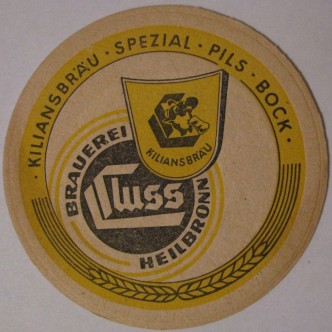 · KILIANSBRÄU · SPEZIAL · PILS · BOCK ·
KILIANSBRÄU
BRAUEREI
Cluss
HEILBRONN